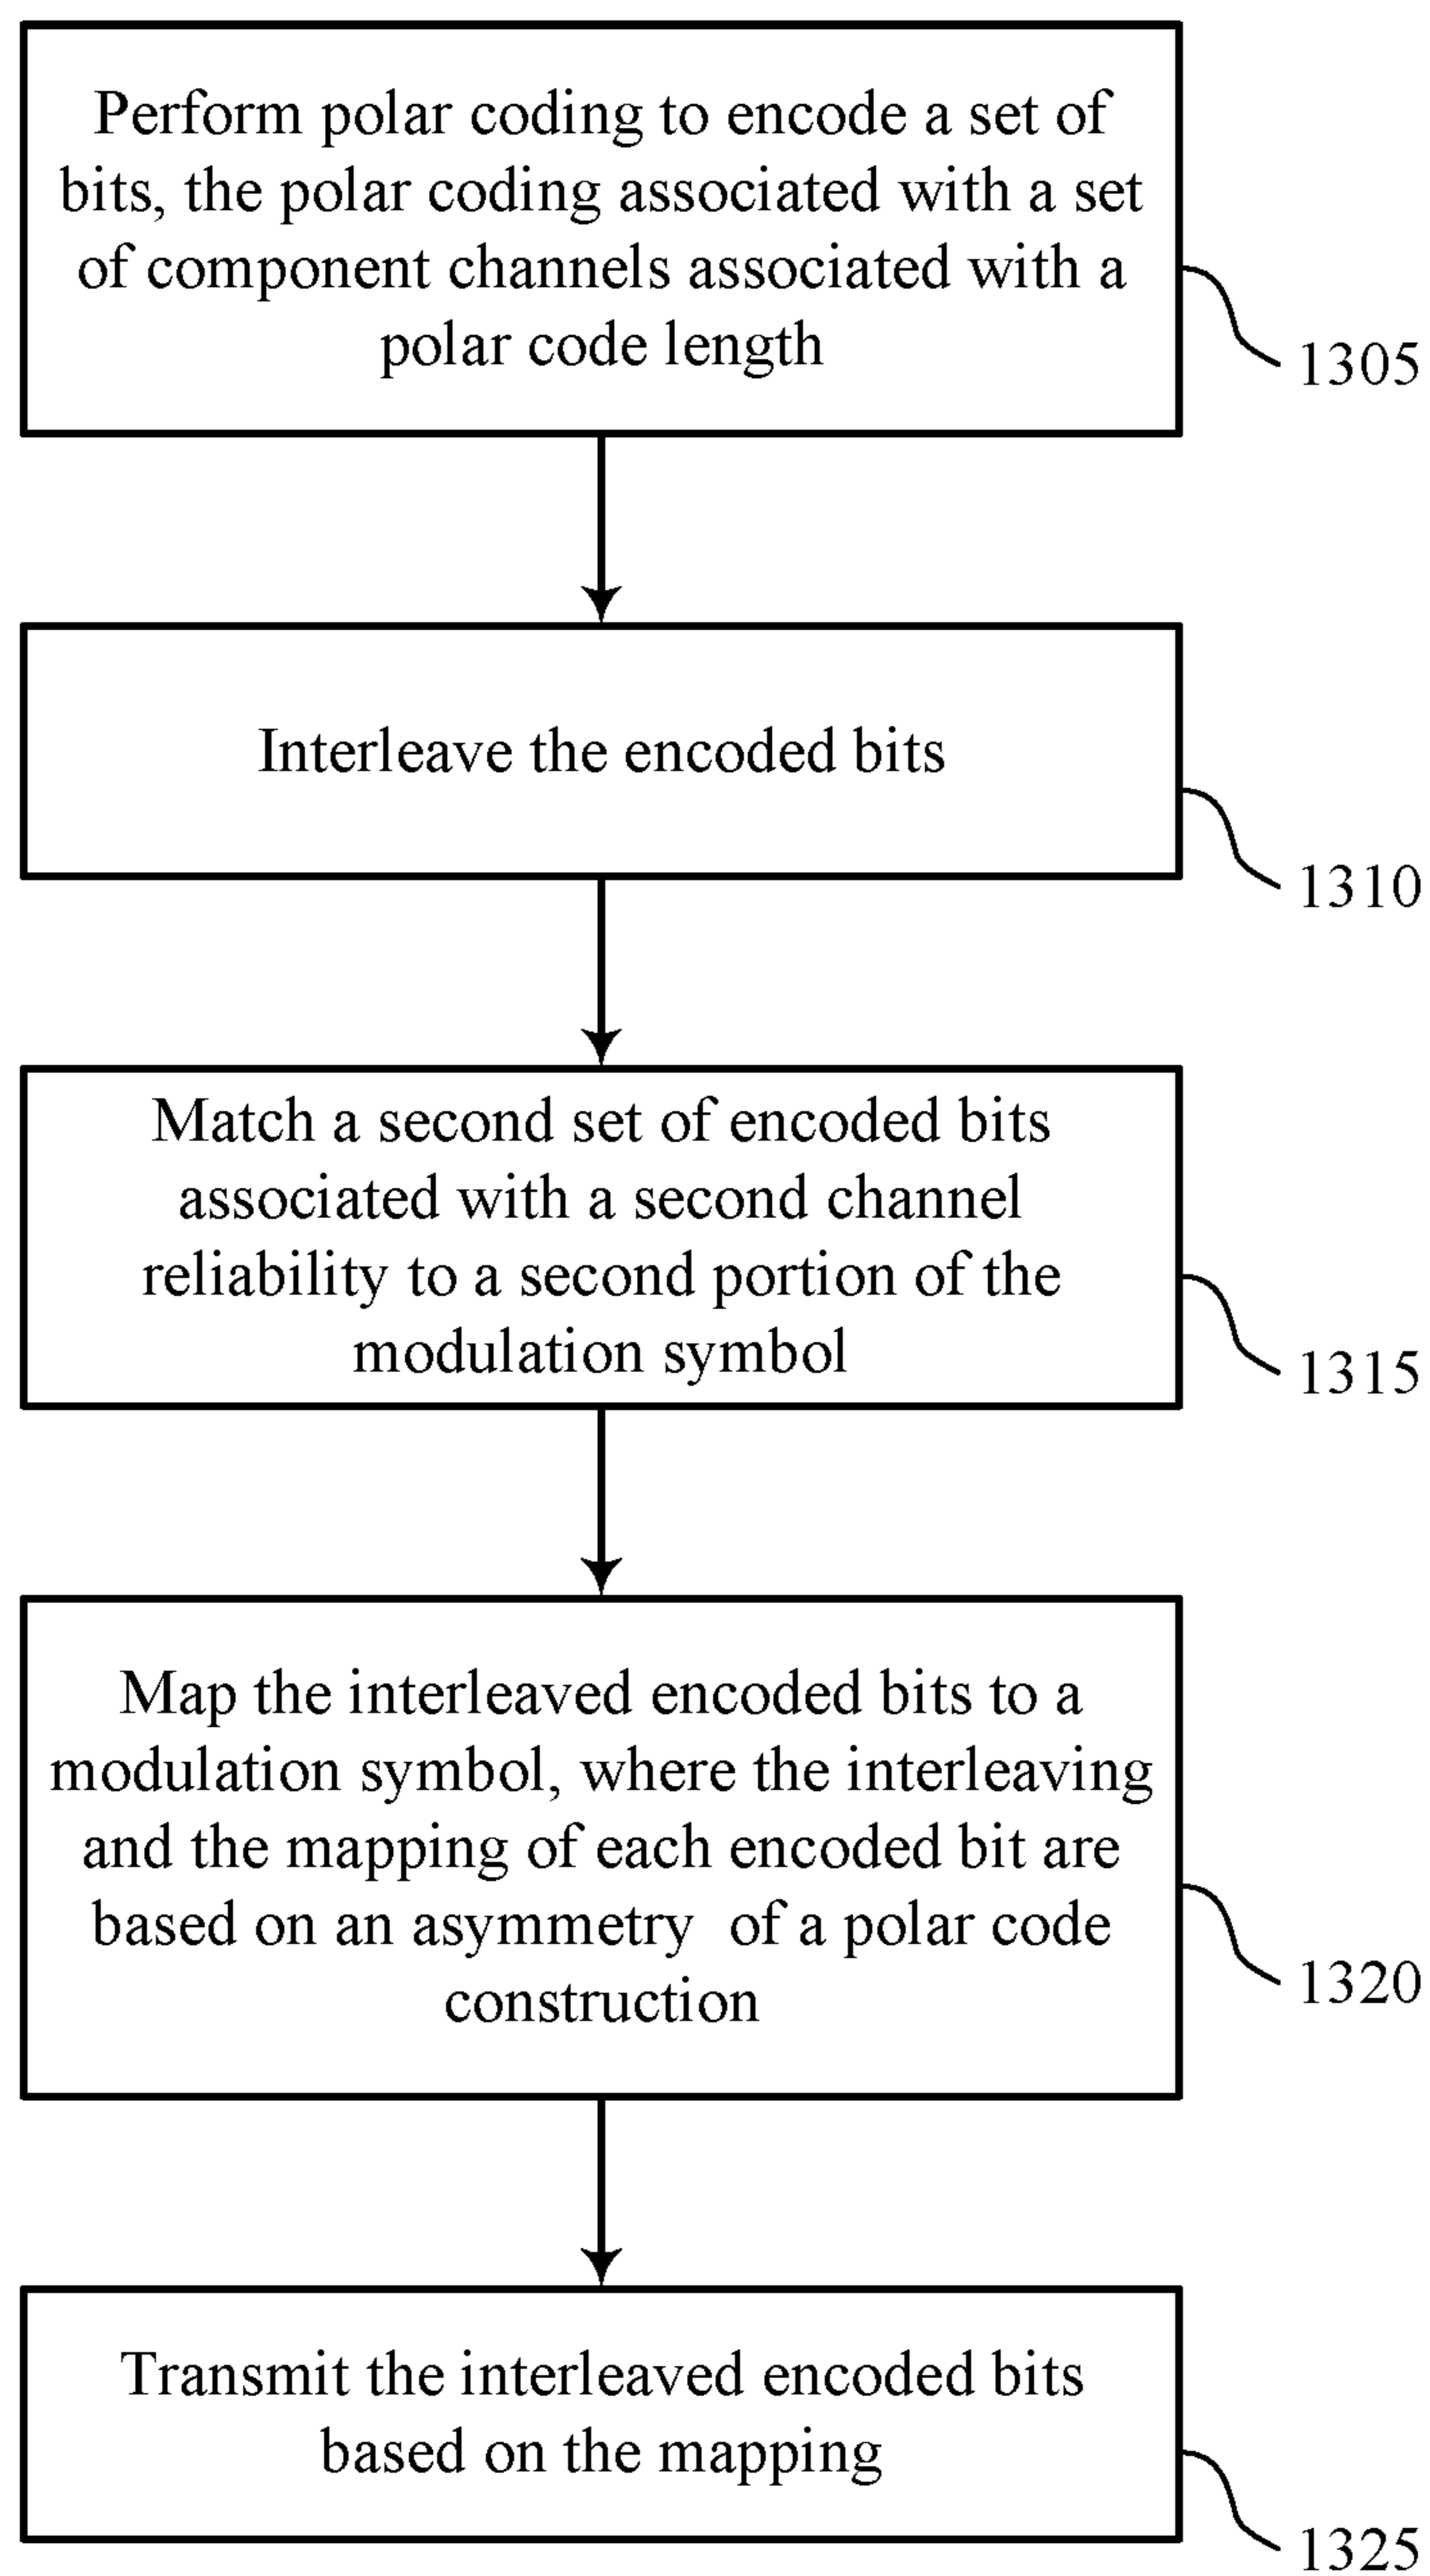 Perform polar coding to encode a set of
bits, the polar coding associated with a set
of component channels associated with a
polar code length
1305
Interleave the encoded bits
1310
Match a second set of encoded bits
associated with a second channel
reliability to a second portion of the
modulation symbol
1315
Map the interleaved encoded bits to a
modulation symbol, where the interleaving
and the mapping of each encoded bit are
based on an asymmetry of a polar code
construction
1320
Transmit the interleaved encoded bits
based on the mapping
1325